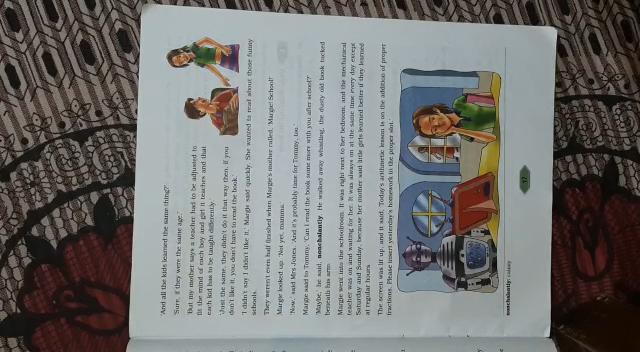 'And all the kids learned the same thing?'
'Sure, if they were the same age.'
'But my mother says a teacher had to be adjusted to
fit the mind of each boy and girl it teaches and that
each kid has to be taught differently.'
'Just the same, they didn't do it that way then. If you
don't like it, you don't have to read the book.'
'I didn't say I didn't like it,' Margie said quickly. She wanted to read about those funny
schools.
They weren't even half finished when Margie's mother called, 'Margie! School!'
Margie looked up. 'Not yet, mamma.'
'Now,' said Mrs Jones. 'And it's probably time for Tommy, too.'
Margie said to Tommy, 'Can I read the book some more with you after school?'
'Maybe,' he said, nonchalantly. He walked away whistling, the dusty old book tucked
beneath his arm.
Margie went into the schoolroom. It was right next to her bedroom, and the mechanical
teacher was on and waiting for her. It was always on at the same time every day except
Saturday and Sunday, because her mother said little girls learned better if they learned
at regular hours.
The screen was lit up, and it said, 'Today's arithmetic lesson is on the addition of proper
fractions. Please insert yesterday's homework in the proper slot.'
nonchalantly: casually